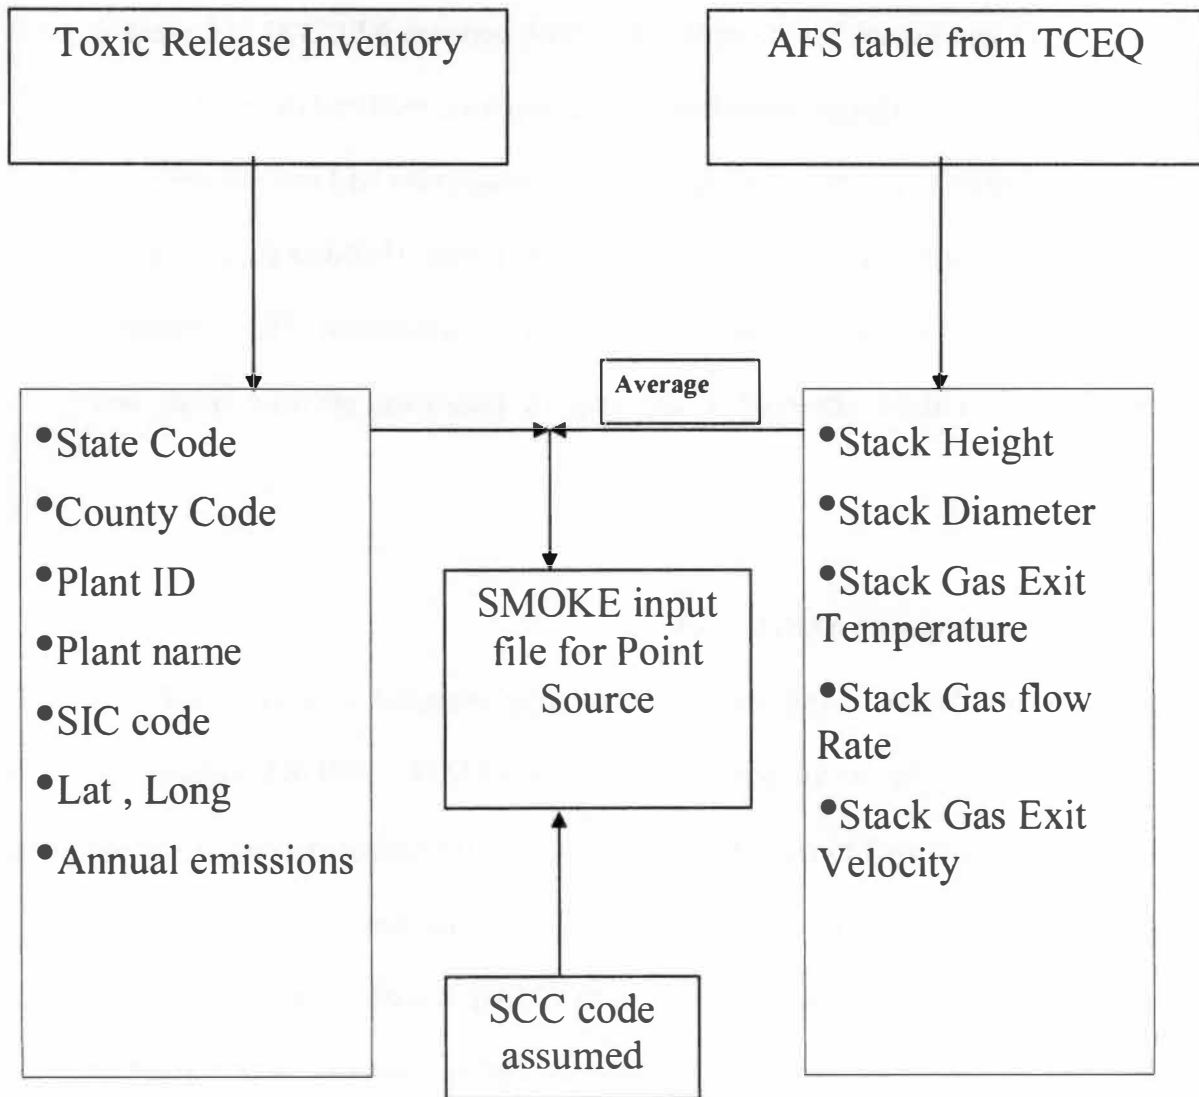 Toxic Release Inventory
AFS table from TCEQ
Average
•State Code
•County Code
•Plant ID
•Plant name
•SIC code
•Lat , Long
•Annual emissions
SMOKE input
file for Point
Source
•Stack Height
•Stack Diameter
•Stack Gas Exit
Temperature
•Stack Gas flow
Rate
•Stack Gas Exit
Velocity
SCC code
assumed